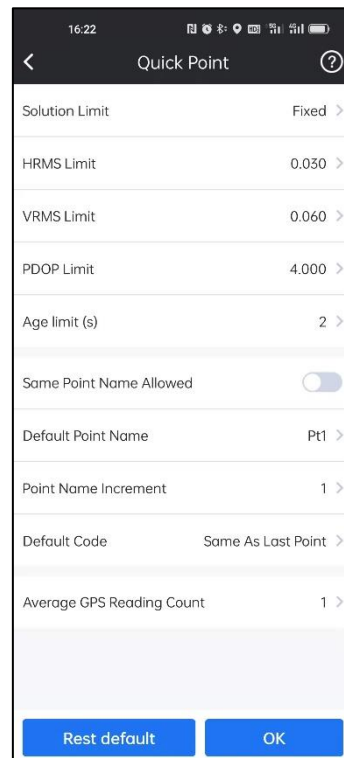 16:22
Quick Point
Solution Limit Fixed
HRMS Limit 0.030
VRMS Limit 0.060
PDOP Limit 4.000
Age limit (s) 2
Same Point Name Allowed
Default Point Name Pt1
Point Name Increment 1
Default Code Same As Last Point
Average GPS Reading Count 1
Rest default OK